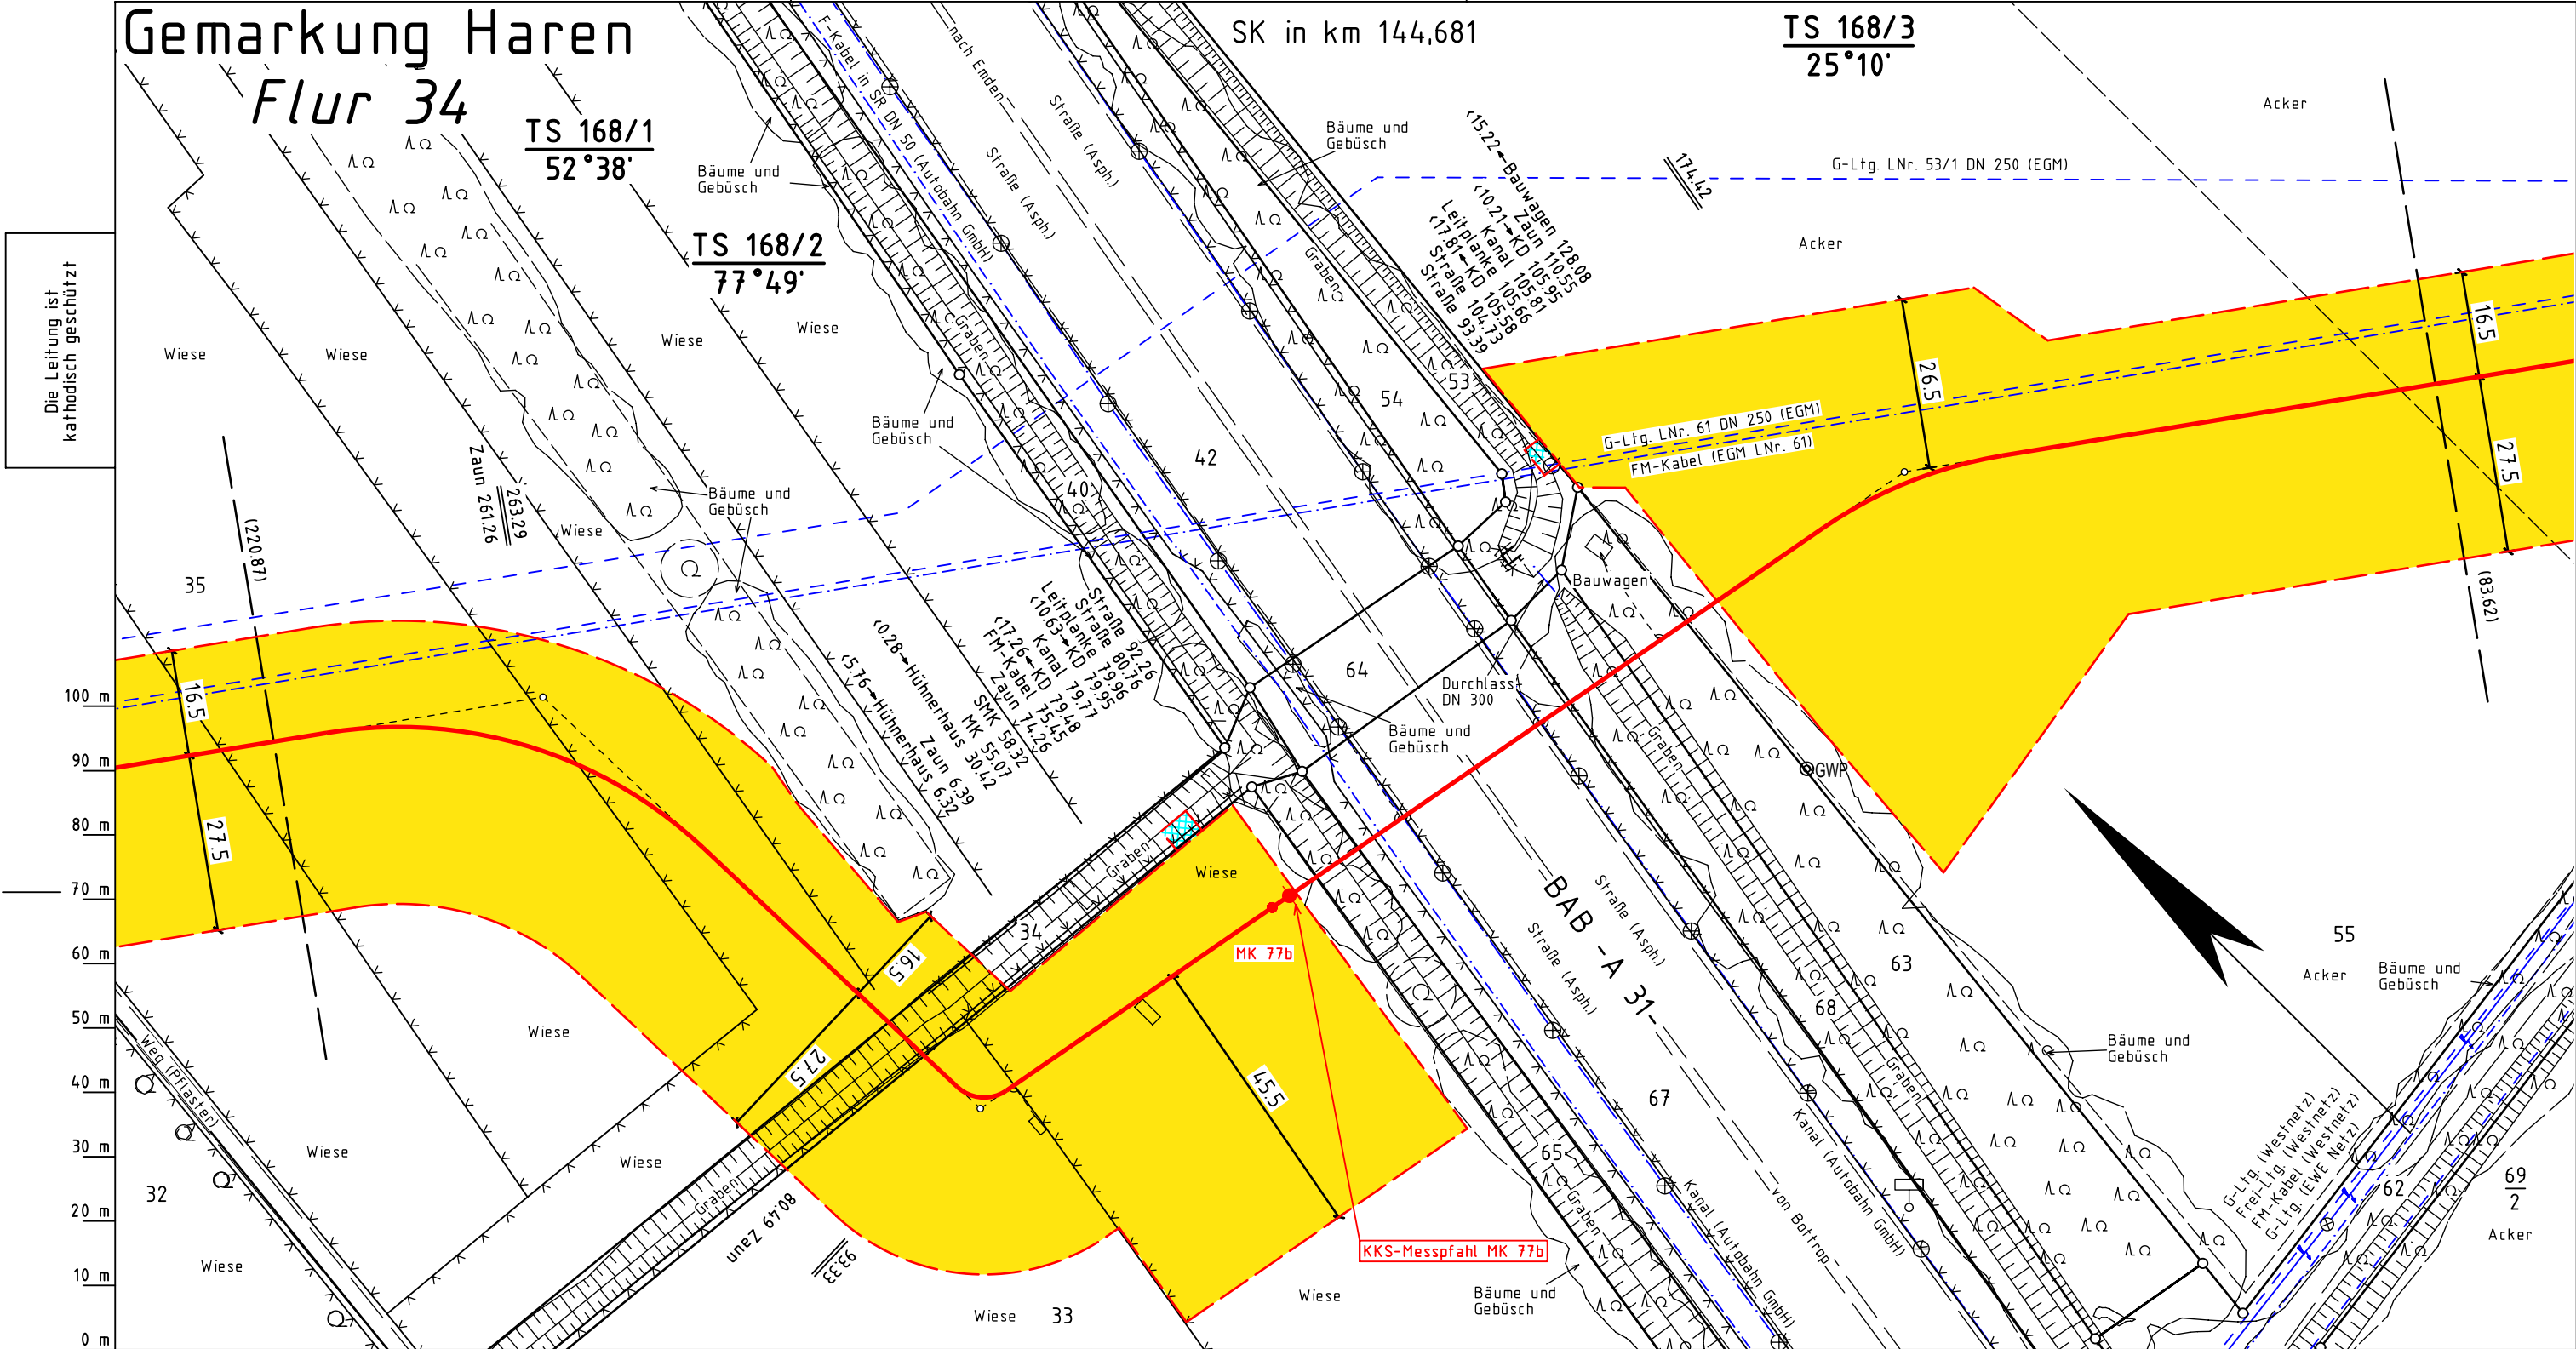 Gemarkung Haren
Flur 34
TS 168/1
52°38'
TS 168/2
77°49'
SK in km 144,681
TS 168/3
25°10'
Die Leitung ist
kathodisch geschützt
F-Kabel in SR DN 50 (Autobahn GmbH)
nach Emden
Straße (Asph.)
Straße (Asph.)
Bäume und
Gebüsch
Bäume und
Gebüsch
Graben
‹15.22 Bauwagen 128.08
Zaun 110.55
‹10.21 KD 105.95
Kanal 105.81
Leitplanke 105.66
‹17.81 KD 105.58
Straße 104.73
Straße 93.39
174.42
G-Ltg. LNr. 53/1 DN 250 (EGM)
Acker
Acker
Wiese
Wiese
Wiese
Wiese
Graben
Bäume und
Gebüsch
Bäume und
Gebüsch
Zaun 261.26
263.29
Wiese
(220.87)
35
40
42
54
53
G-Ltg. LNr. 61 DN 250 (EGM)
FM-Kabel (EGM LNr. 61)
26.5
16.5
27.5
(83.62)
Bauwagen
Durchlass
DN 300
64
Bäume und
Gebüsch
Straße 92.26
Straße 80.76
Leitplanke 79.96
‹10.63 KD 79.95
Kanal 79.77
‹17.26 KD 79.48
FM-Kabel 75.45
Zaun 74.26
SMK 58.32
MK 55.07
‹0.28 Hühnerhaus 30.42
Zaun 6.39
‹5.76 Hühnerhaus 6.32
100 m
90 m
80 m
70 m
60 m
50 m
40 m
30 m
20 m
10 m
0 m
16.5
27.5
Graben
Wiese
GWP
Graben
34
16.5
27.5
MK 77b
BAB -A 31-
Straße (Asph.)
Straße (Asph.)
63
68
67
65
55
Acker
Bäume und
Gebüsch
Bäume und
Gebüsch
Wiese
Wiese
Wiese
Wiese
Weg (Pflaster)
32
Graben
80.49 Zaun
93.33
45.5
KKS-Messpfahl MK 77b
Wiese
33
Wiese
Bäume und
Gebüsch
Graben
Kanal (Autobahn GmbH)
von Bottrop
Kanal (Autobahn GmbH)
Graben
G-Ltg. (Westnetz)
Frei-Ltg. (Westnetz)
FM-Kabel (Westnetz)
G-Ltg. (EWE Netz)
62
69
2
Acker